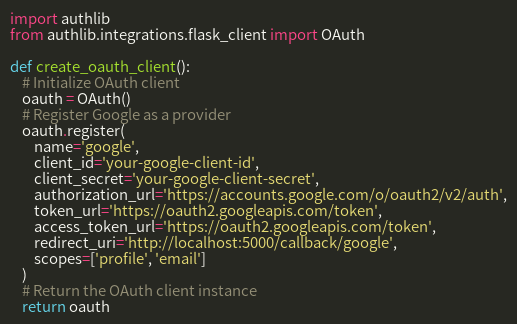 import authlib
from authlib.integrations.flask_client import OAuth

def create_oauth_client():
    # Initialize OAuth client
    oauth = OAuth()
    # Register Google as a provider
    oauth.register(
        name='google',
        client_id='your-google-client-id',
        client_secret='your-google-client-secret',
        authorization_url='https://accounts.google.com/o/oauth2/v2/auth',
        token_url='https://oauth2.googleapis.com/token',
        access_token_url='https://oauth2.googleapis.com/token',
        redirect_uri='http://localhost:5000/callback/google',
        scopes=['profile', 'email']
    )
    # Return the OAuth client instance
    return oauth